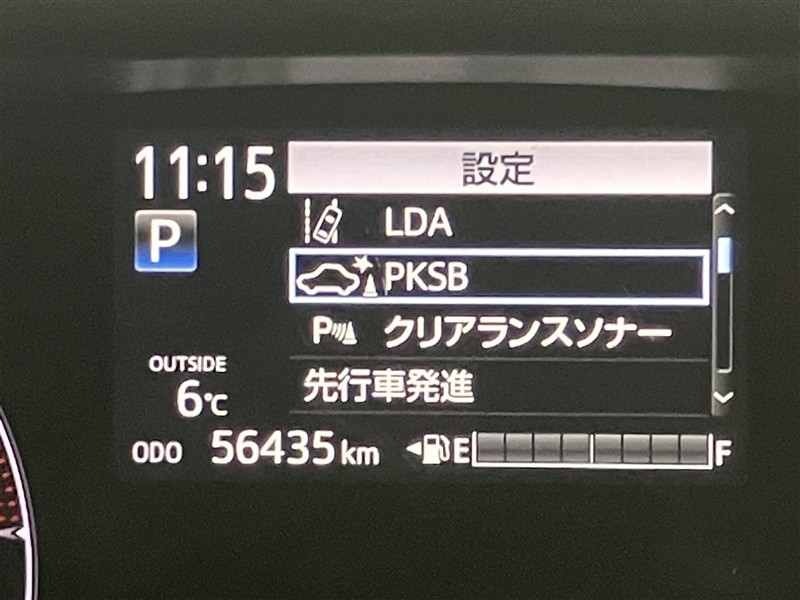 11:15
設定
P
LDA
PKSB
P クリアランスソナー
先行車発進
OUTSIDE
6℃
ODO 56435 km
E F